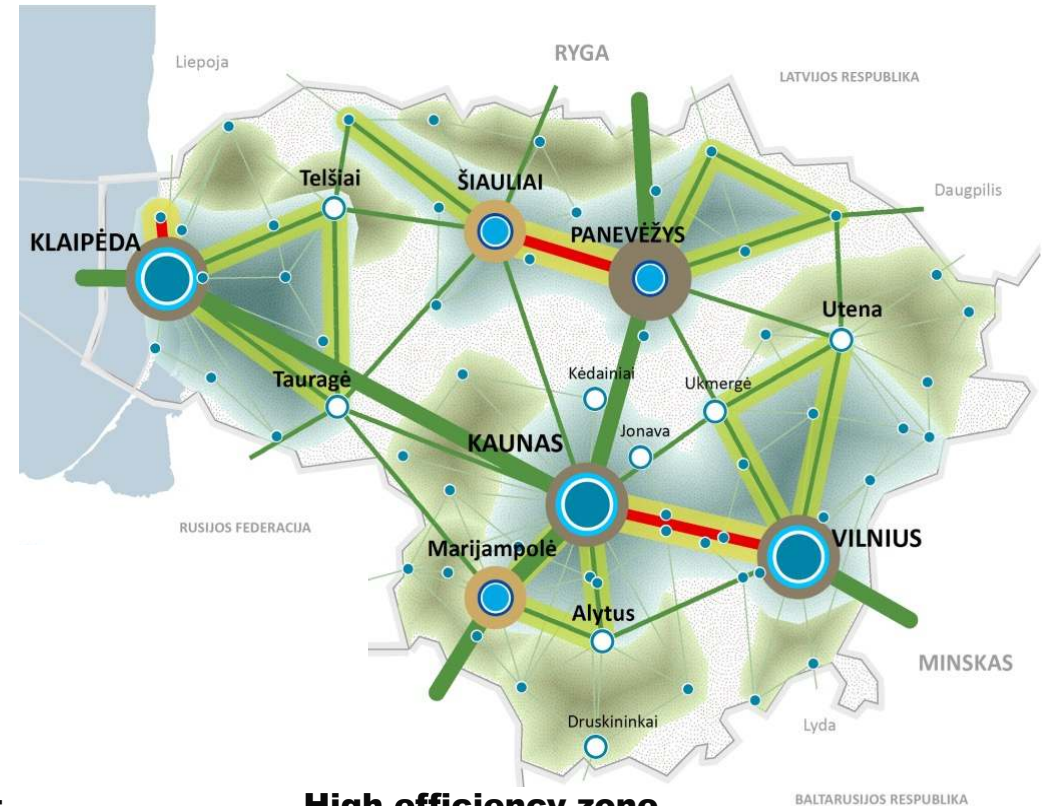 RYGA
Liepoja
LATVIJOS RESPUBLIKA
Telšiai
ŠIAULIAI
Daugpilis
KLAIPĖDA
PANEVĖŽYS
Utena
Tauragė
Kėdainiai
Ukmergė
Jonava
KAUNAS
RUSIJOS FEDERACIJA
VILNIUS
Marijampolė
Alytus
MINSKAS
Druskininkai
Lyda
High efficiency zone
BALTARUSIJOS RESPUBLIKA